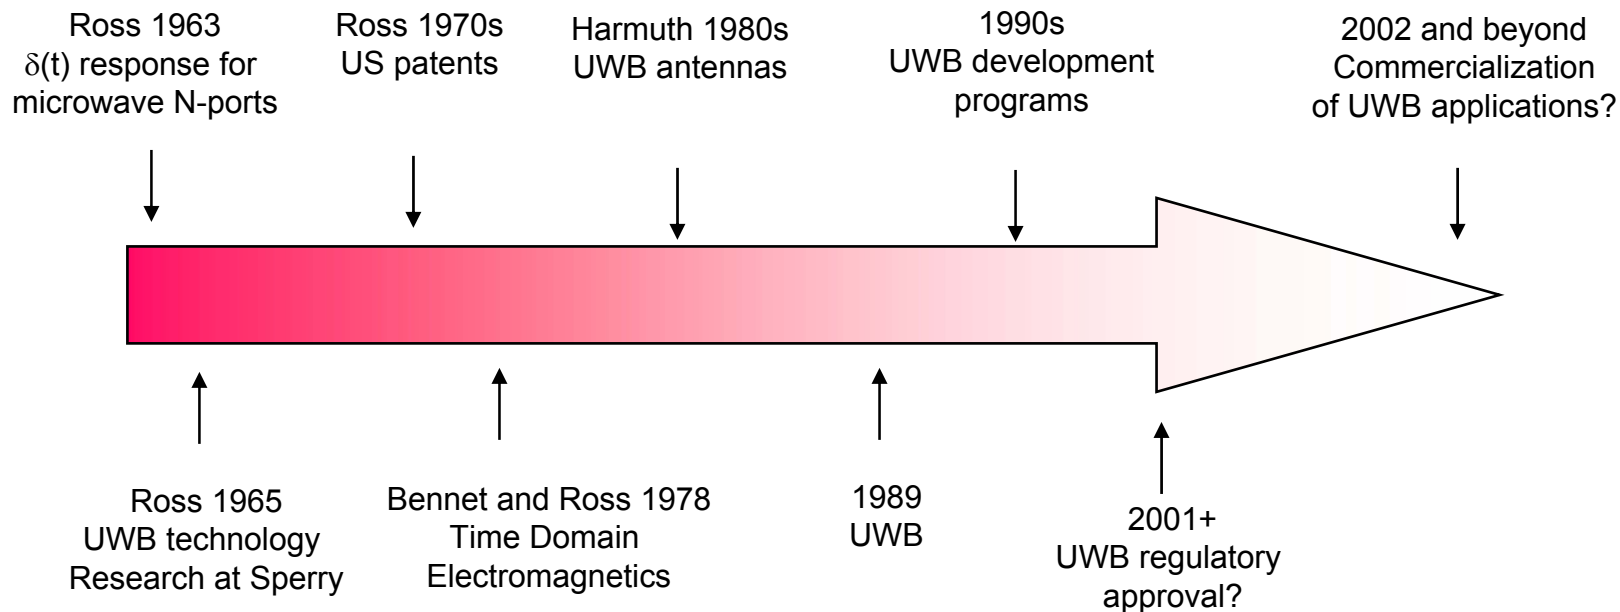 Ross 1963
δ(t) response for
microwave N-ports
Ross 1970s
US patents
Harmuth 1980s
UWB antennas
1990s
UWB development
programs
2002 and beyond
Commercialization
of UWB applications?
Ross 1965
UWB technology
Research at Sperry
Bennet and Ross 1978
Time Domain
Electromagnetics
1989
UWB
2001+
UWB regulatory
approval?